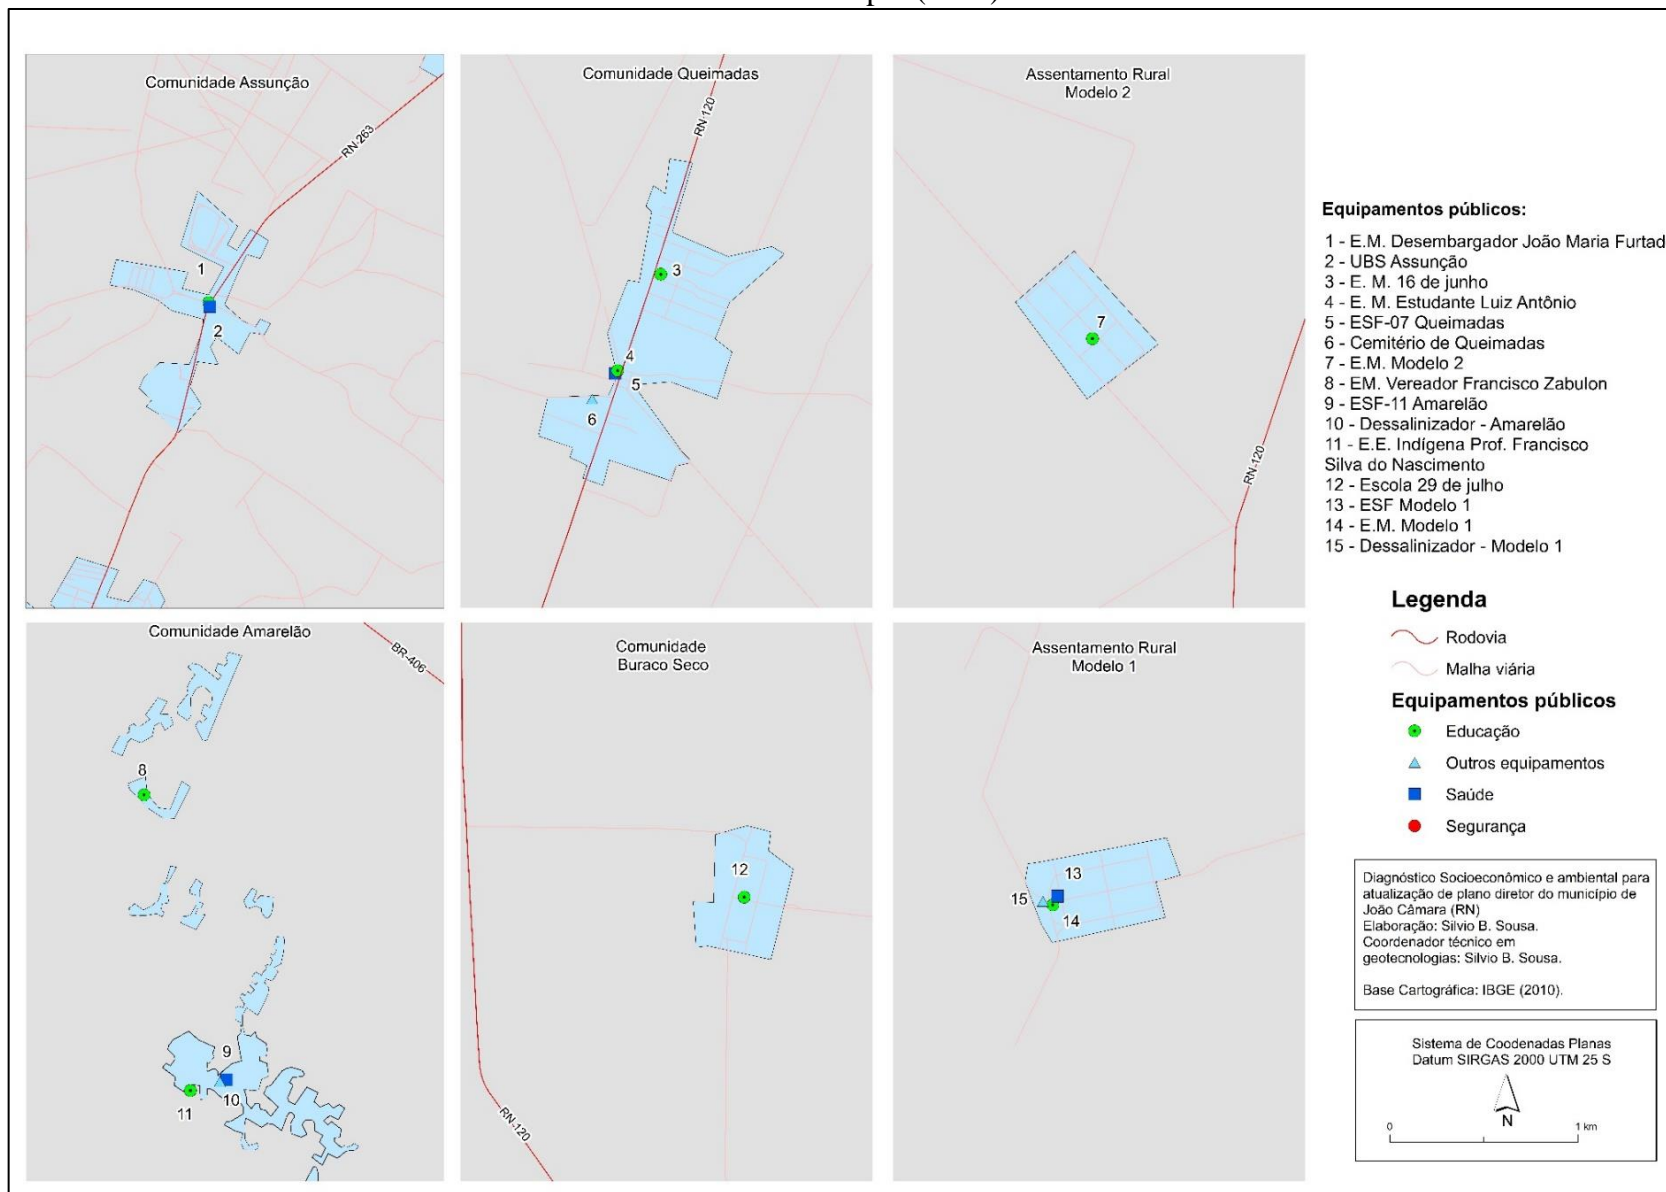 Comunidade Assunção
RN-263
1
2
Comunidade Queimadas
RN-120
3
4
5
6
Assentamento Rural
Modelo 2
7
RN-120
Comunidade Amarelão
BR-406
8
9
10
11
Comunidade
Buraco Seco
12
RN-120
Assentamento Rural
Modelo 1
13
15
14
Equipamentos públicos:
1 - E.M. Desembargador João Maria Furtad
2 - UBS Assunção
3 - E. M. 16 de junho
4 - E. M. Estudante Luiz Antônio
5 - ESF-07 Queimadas
6 - Cemitério de Queimadas
7 - E.M. Modelo 2
8 - EM. Vereador Francisco Zabulon
9 - ESF-11 Amarelão
10 - Dessalinizador - Amarelão
11 - E.E. Indígena Prof. Francisco
Silva do Nascimento
12 - Escola 29 de julho
13 - ESF Modelo 1
14 - E.M. Modelo 1
15 - Dessalinizador - Modelo 1
Legenda
Rodovia
Malha viária
Equipamentos públicos
Educação
Outros equipamentos
Saúde
Segurança
Diagnóstico Socioeconômico e ambiental para
atualização de plano diretor do município de
João Câmara (RN)
Elaboração: Silvio B. Sousa.
Coordenador técnico em
geotecnologias: Silvio B. Sousa.
Base Cartográfica: IBGE (2010).
Sistema de Coodenadas Planas
Datum SIRGAS 2000 UTM 25 S
N
0 1 km